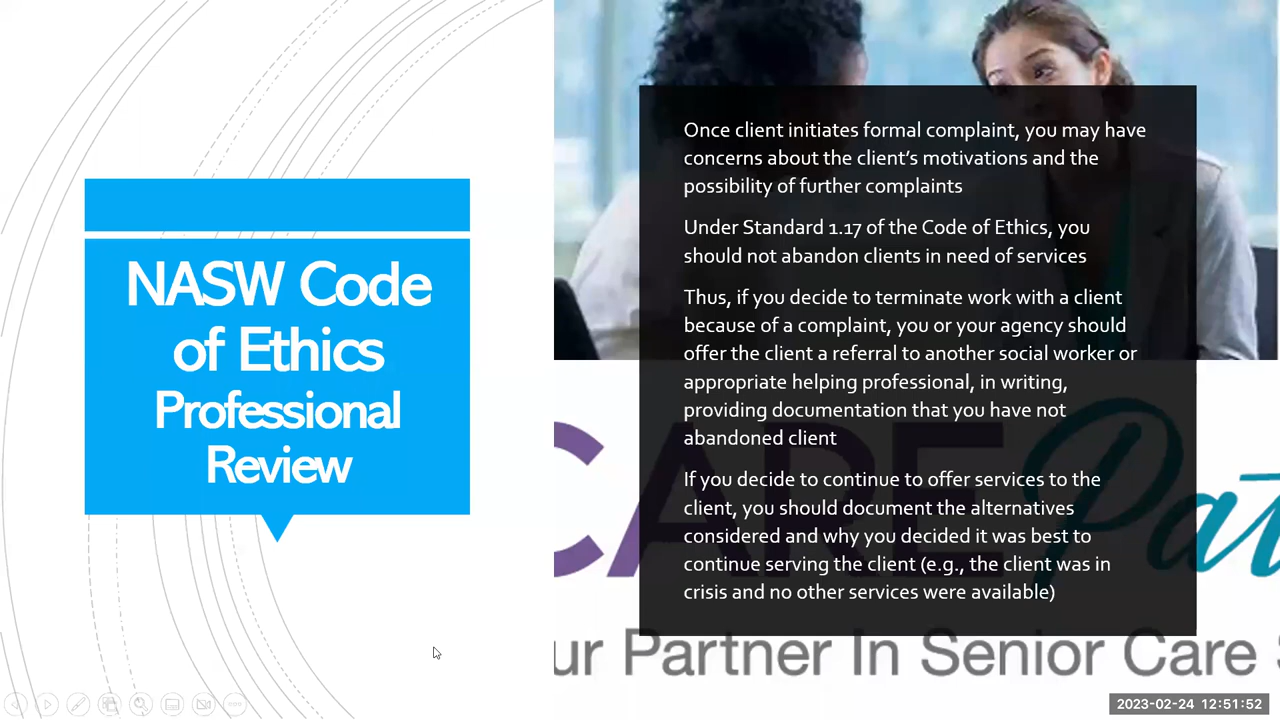 NASW Code
of Ethics
Professional
Review
Once client initiates formal complaint, you may have
concerns about the client’s motivations and the
possibility of further complaints
Under Standard 1.17 of the Code of Ethics, you
should not abandon clients in need of services
Thus, if you decide to terminate work with a client
because of a complaint, you or your agency should
offer the client a referral to another social worker or
appropriate helping professional, in writing,
providing documentation that you have not
abandoned client
If you decide to continue to offer services to the
client, you should document the alternatives
considered and why you decided it was best to
continue serving the client (e.g., the client was in
crisis and no other services were available)
CARE Pat
ur Partner In Senior Care
2023-02-24 12:51:52